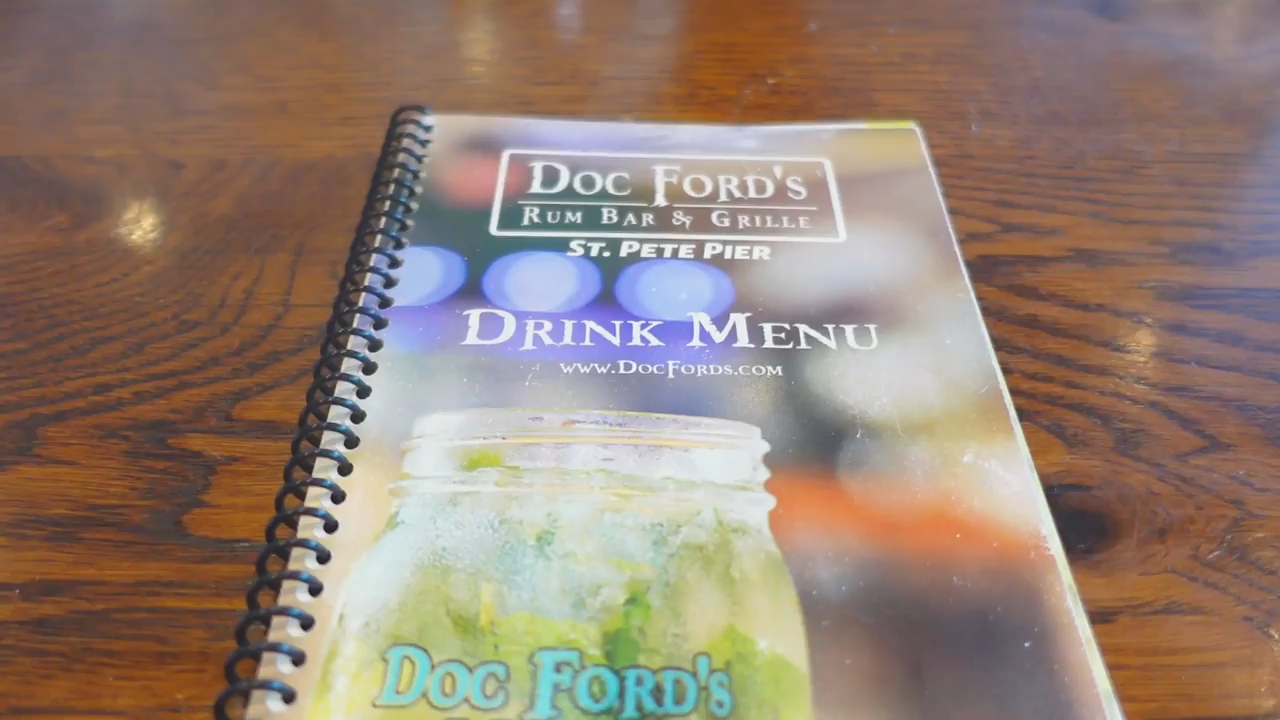 Doc Ford's
Rum Bar & Grille
St. Pete Pier
Drink Menu
www.DocFords.com
Doc Ford's